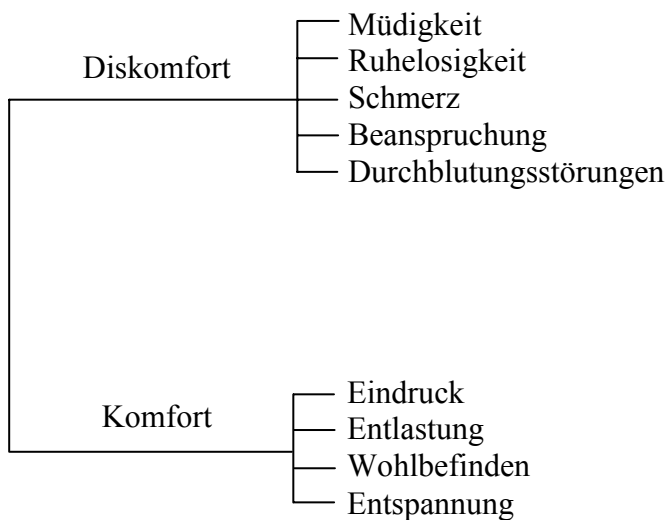 Diskomfort
Müdigkeit
Ruhelosigkeit
Schmerz
Beanspruchung
Durchblutungsstörungen
Komfort
Eindruck
Entlastung
Wohlbefinden
Entspannung